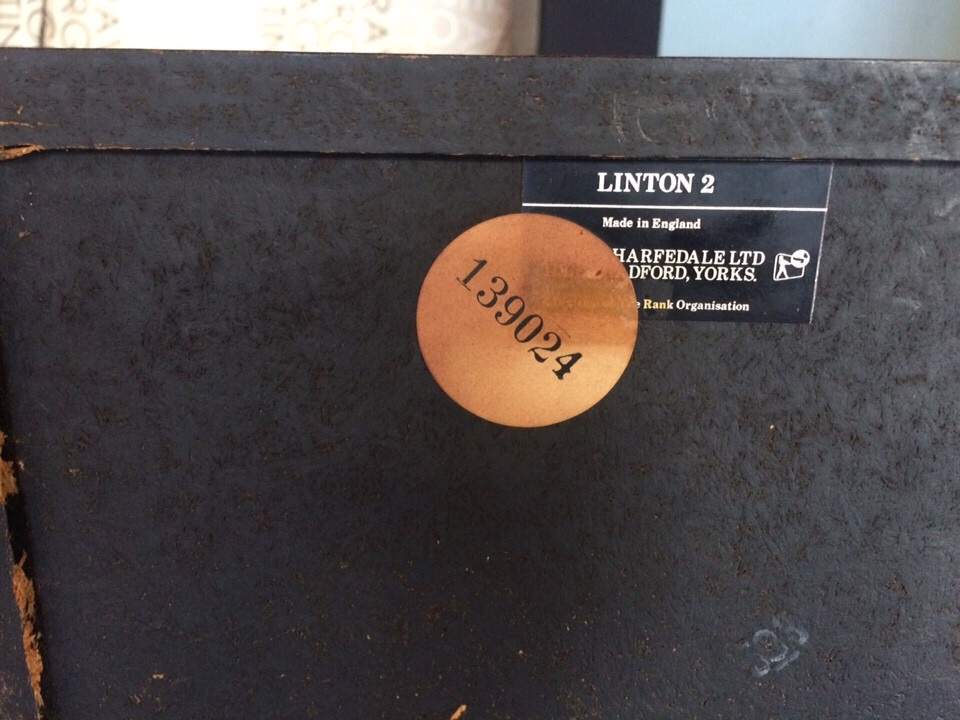 LINTON 2
Made in England
HARFEDALE LTD
DFORD, YORKS.
e Rank Organisation
139024